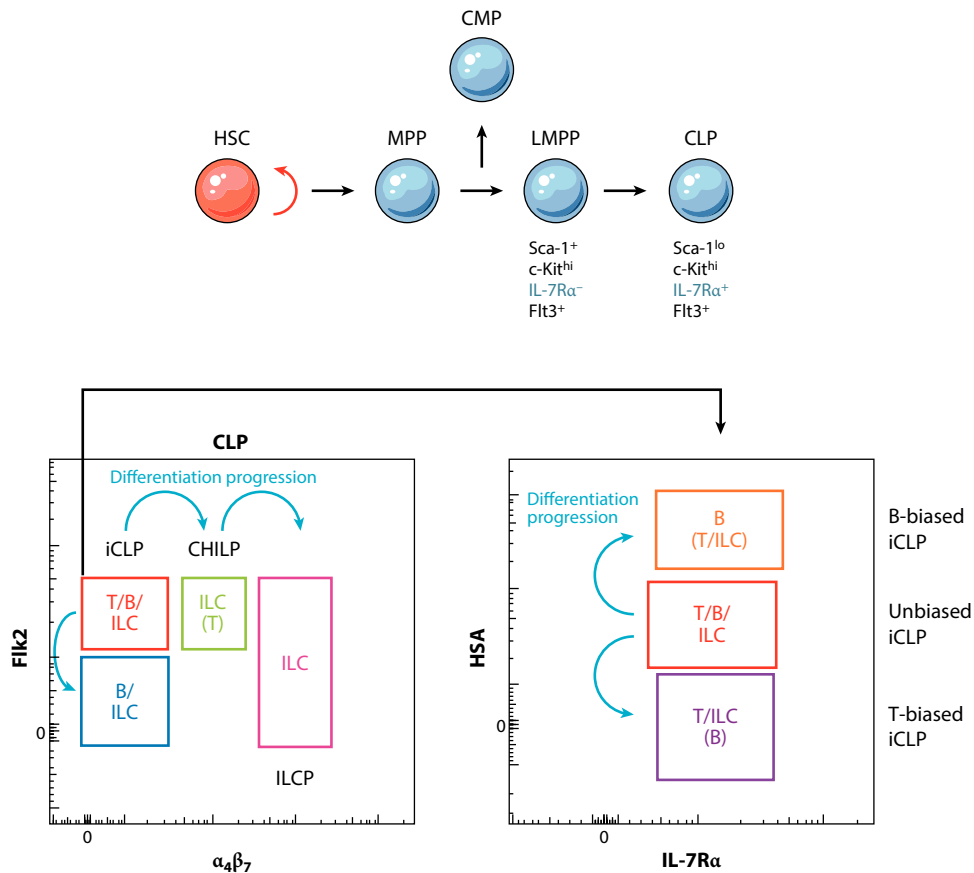 CMP
HSC
MPP
LMPP
CLP
Sca-1⁺
c-Kitʰⁱ
IL-7Rα⁻
Flt3⁺
Sca-1ˡᵒ
c-Kitʰⁱ
IL-7Rα⁺
Flt3⁺
CLP
Differentiation progression
iCLP
CHILP
T/B/
ILC
ILC
(T)
ILC
B/
ILC
ILCP
Flk2
0
0
α₄β₇
Differentiation
progression
B
(T/ILC)
T/B/
ILC
T/ILC
(B)
HSA
0
0
IL-7Rα
B-biased
iCLP
Unbiased
iCLP
T-biased
iCLP